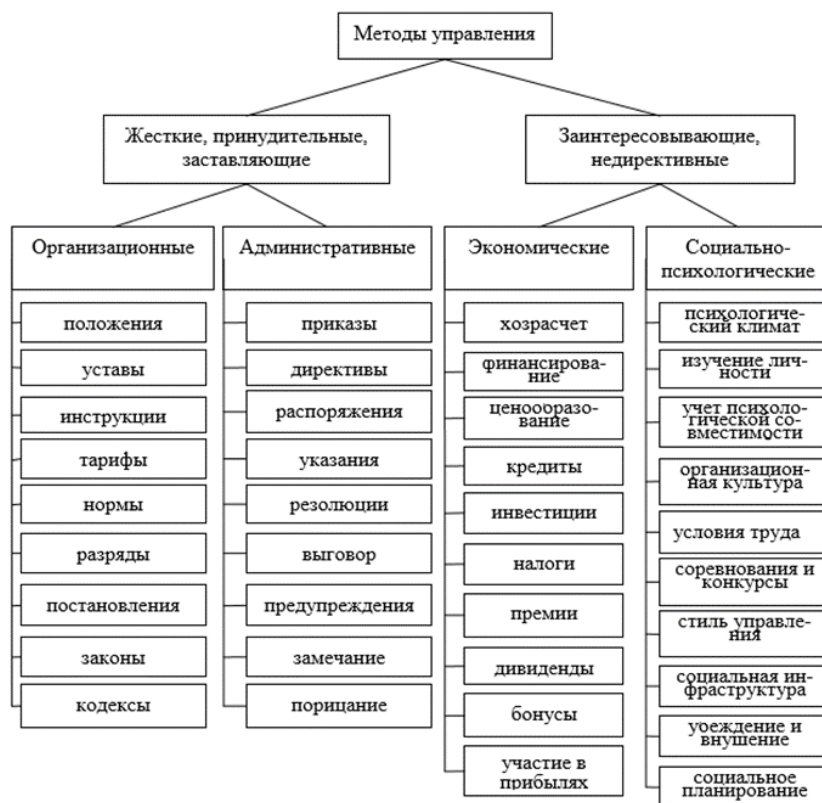 Методы управления
Жесткие, принудительные,
заставляющие
Заинтересовывающие,
недирективные
Организационные
положения
уставы
инструкции
тарифы
нормы
разряды
постановления
законы
кодексы
Административные
приказы
директивы
распоряжения
указания
резолюции
выговор
предупреждения
замечание
порицание
Экономические
хозрасчет
финансирова-
ние
ценообразо-
вание
кредиты
инвестиции
налоги
премии
дивиденды
бонусы
участие в
прибылях
Социально-
психологические
психологиче-
ский климат
изучение лич-
ности
учет психоло-
гической со-
вместимости
организацион-
ная культура
условия труда
соревнования и
конкурсы
стиль управле-
ния
социальная ин-
фраструктура
убеждение и
внушение
социальное
планирование